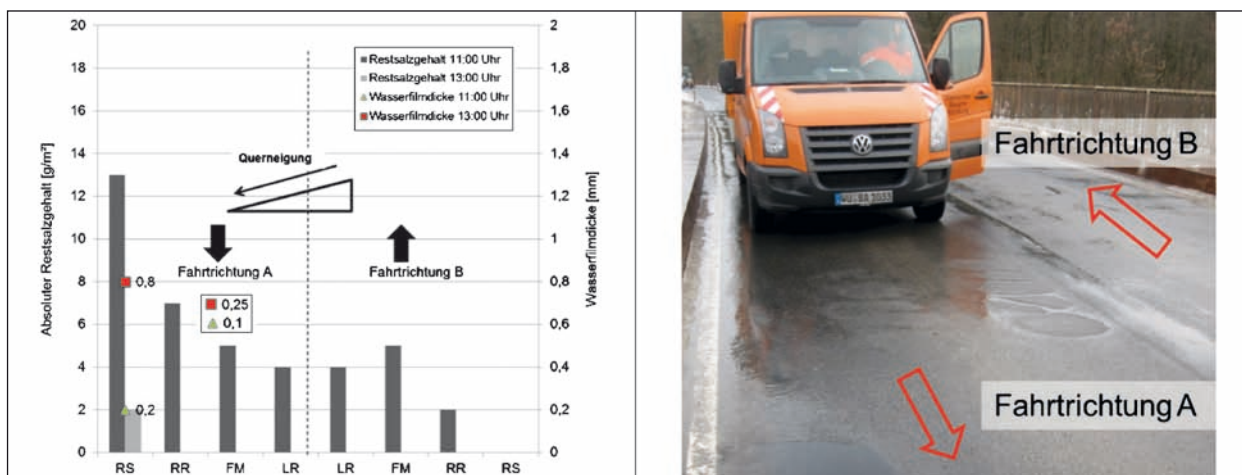 20
18
16
14
12
10
8
6
4
2
0
Absoluter Restsalzgehalt [g/m²]
2
1,8
1,6
1,4
1,2
1
0,8
0,6
0,4
0,2
0
Wasserfilmdicke [mm]
Restsalzgehalt 11:00 Uhr
Restsalzgehalt 13:00 Uhr
Wasserfilmdicke 11:00 Uhr
Wasserfilmdicke 13:00 Uhr
Querneigung
Fahrtrichtung A
Fahrtrichtung B
0,8
0,25
0,1
0,2
RS RR FM LR LR FM RR RS
Fahrtrichtung B
Fahrtrichtung A